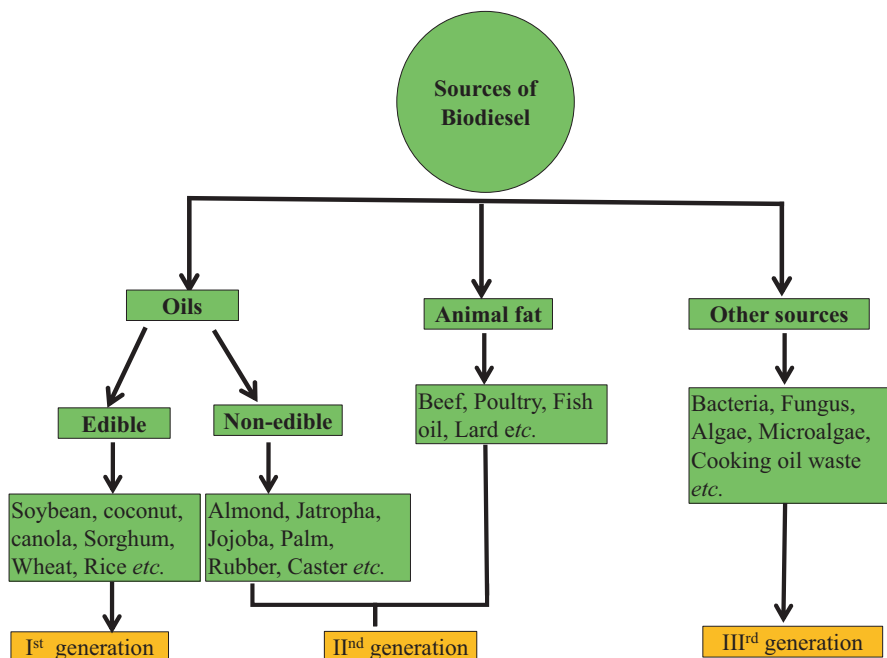 Sources of
Biodiesel
Oils
Animal fat
Other sources
Edible
Non-edible
Beef, Poultry, Fish
oil, Lard etc.
Bacteria, Fungus,
Algae, Microalgae,
Cooking oil waste
etc.
Soybean, coconut,
canola, Sorghum,
Wheat, Rice etc.
Almond, Jatropha,
Jojoba, Palm,
Rubber, Caster etc.
Ist generation
IInd generation
IIIrd generation